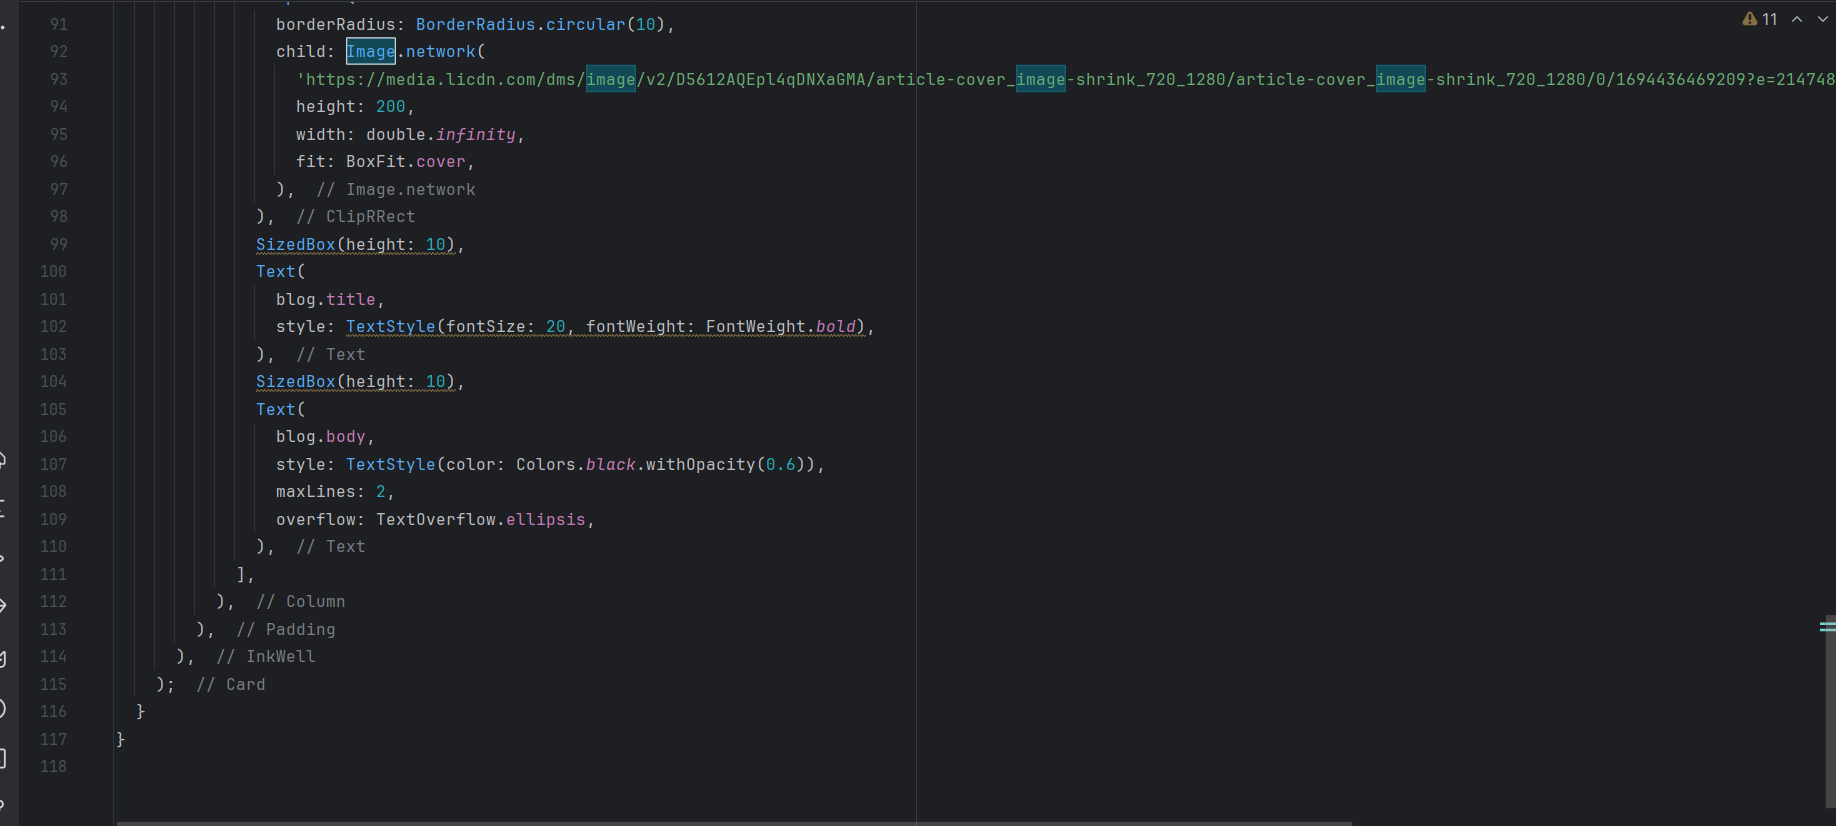 11
91 borderRadius: BorderRadius.circular(10),
92 child: Image.network(
93 'https://media.licdn.com/dms/image/v2/D5612AQEpl4qDNXaGMA/article-cover_image-shrink_720_1280/article-cover_image-shrink_720_1280/0/1694436469209?e=214748
94 height: 200,
95 width: double.infinity,
96 fit: BoxFit.cover,
97 ), // Image.network
98 ), // ClipRRect
99 SizedBox(height: 10),
100 Text(
101 blog.title,
102 style: TextStyle(fontSize: 20, fontWeight: FontWeight.bold),
103 ), // Text
104 SizedBox(height: 10),
105 Text(
106 blog.body,
107 style: TextStyle(color: Colors.black.withOpacity(0.6)),
108 maxLines: 2,
109 overflow: TextOverflow.ellipsis,
110 ), // Text
111 ],
112 ), // Column
113 ), // Padding
114 ), // InkWell
115 ); // Card
116 }
117 }
118